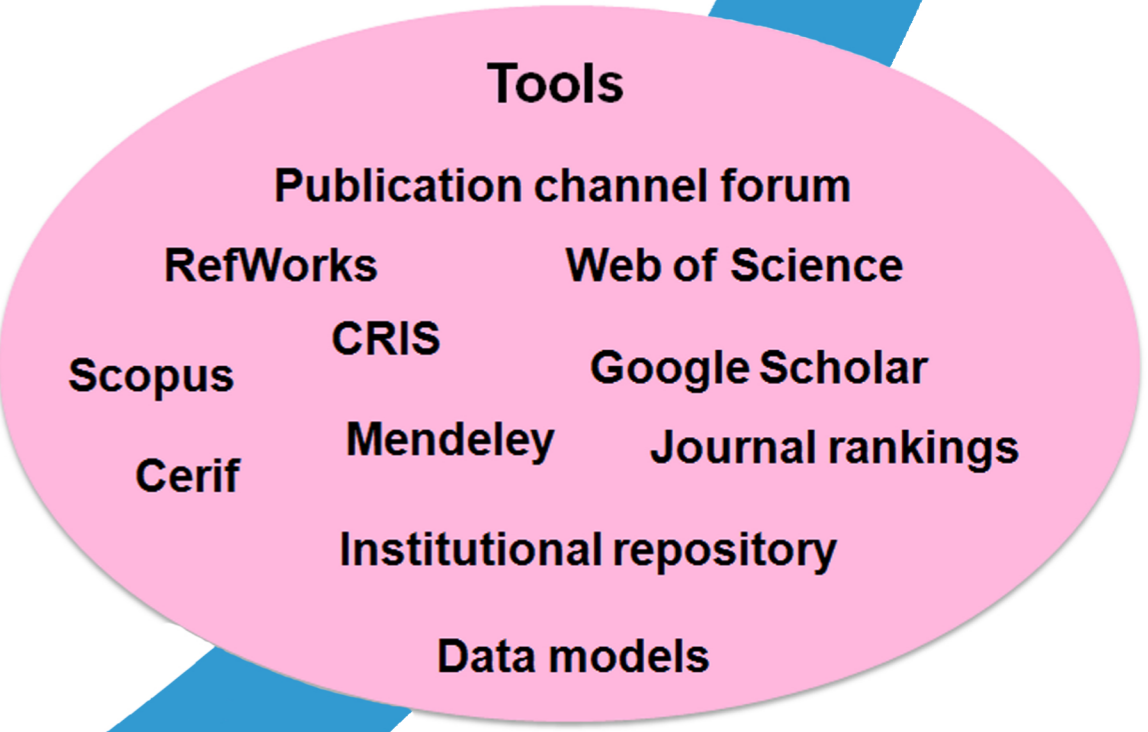 Tools
Publication channel forum
RefWorks
Web of Science
CRIS
Scopus
Google Scholar
Mendeley
Journal rankings
Cerif
Institutional repository
Data models